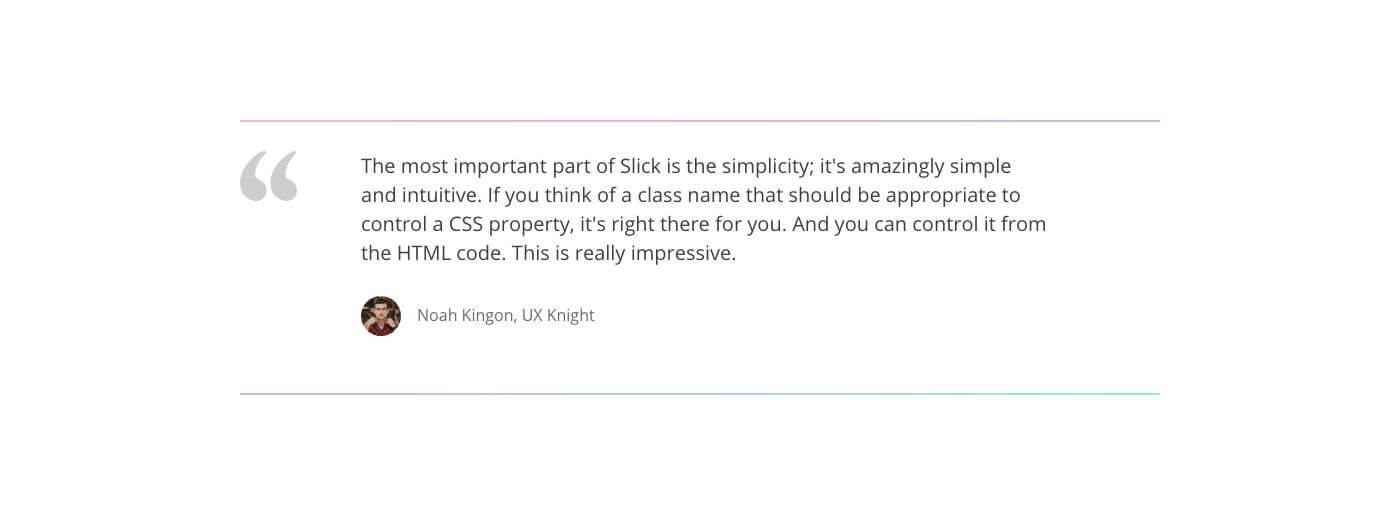 “
The most important part of Slick is the simplicity; it's amazingly simple
and intuitive. If you think of a class name that should be appropriate to
control a CSS property, it's right there for you. And you can control it from
the HTML code. This is really impressive.
Noah Kingon, UX Knight